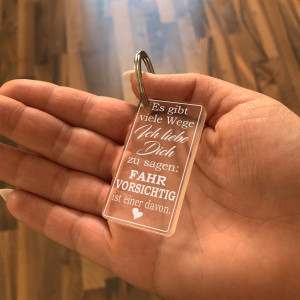 Es gibt
viele Wege
Ich liebe
Dich
zu sagen:
FAHR
VORSICHTIG
ist einer davon.